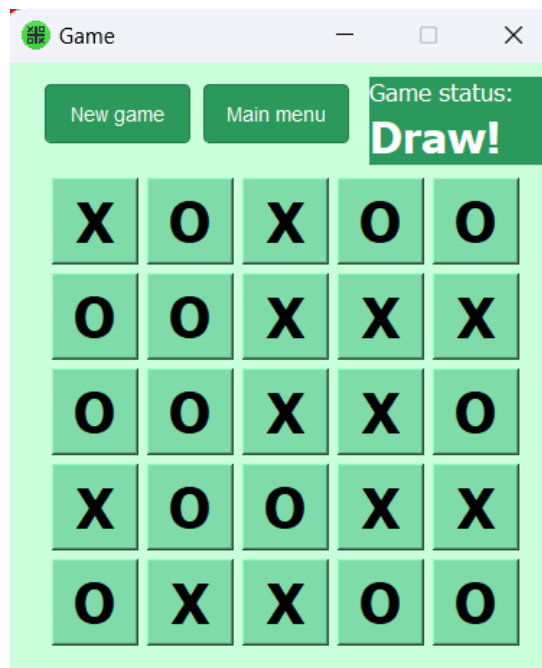 Game
New game Main menu Game status:
Draw!
X O X O O
O O X X X
O O X X O
X O O X X
O X X O O